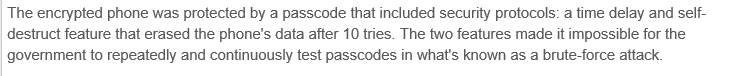 The encrypted phone was protected by a passcode that included security protocols: a time delay and self-
destruct feature that erased the phone's data after 10 tries. The two features made it impossible for the
government to repeatedly and continuously test passcodes in what's known as a brute-force attack.